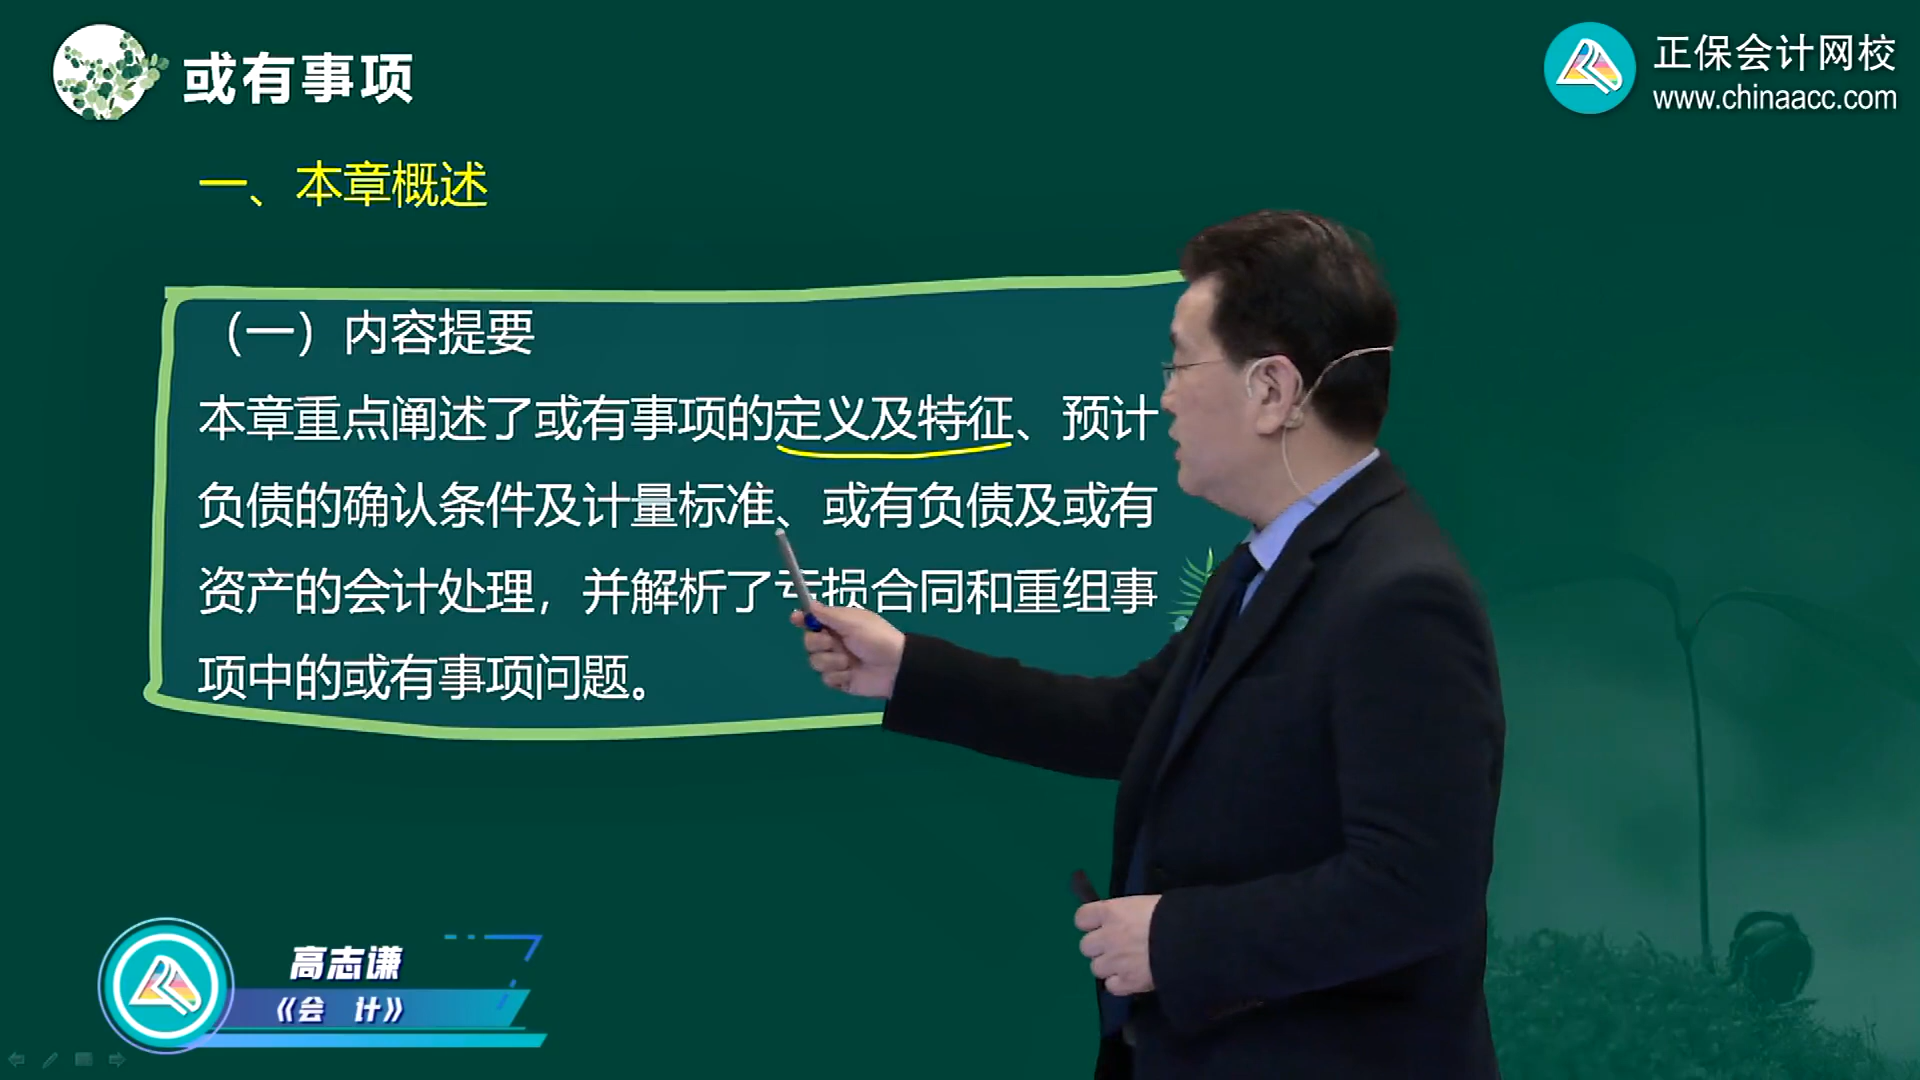 或有事项
正保会计网校
www.chinaacc.com
一、本章概述
（一）内容提要
本章重点阐述了或有事项的定义及特征、预计
负债的确认条件及计量标准、或有负债及或有
资产的会计处理，并解析了亏损合同和重组事
项中的或有事项问题。
高志谦
《会 计》